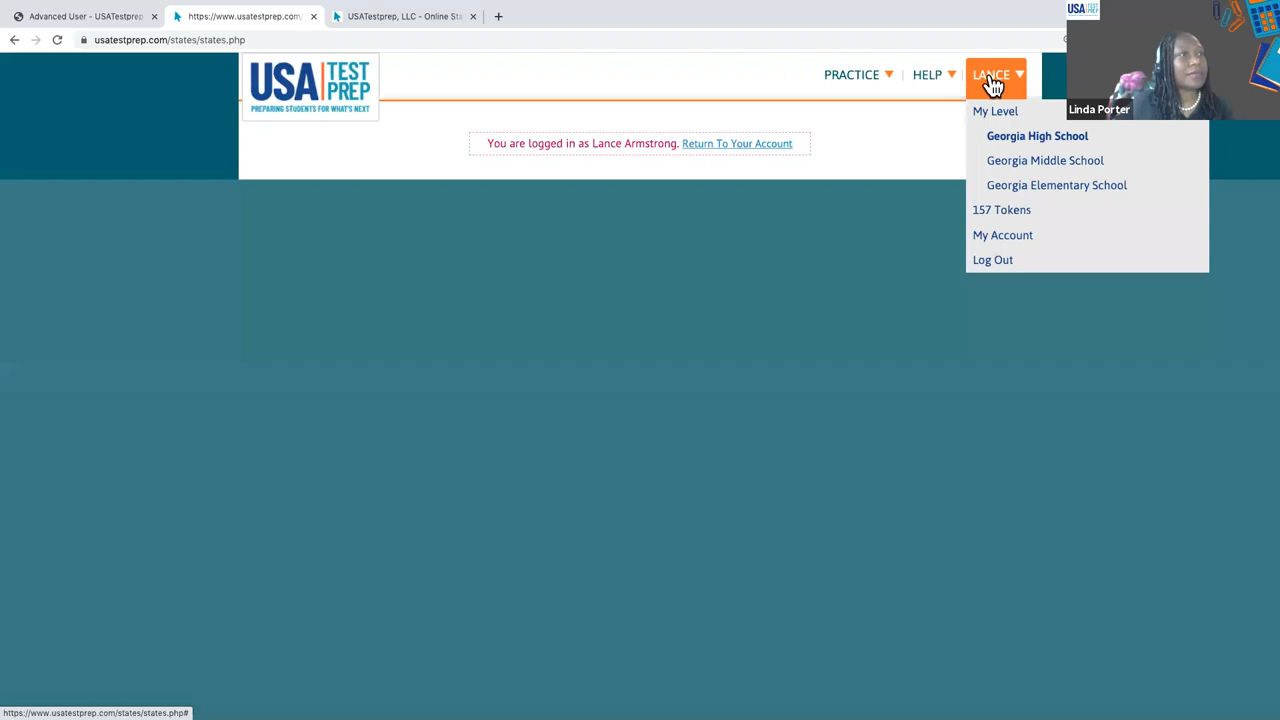 Advanced User - USATestprep
https://www.usatestprep.com
USATestprep, LLC - Online Sta
usatestprep.com/states/states.php
USA TEST PREP
PREPARING STUDENTS FOR WHAT'S NEXT
PRACTICE
HELP
LANCE
USA TEST PREP
Linda Porter
You are logged in as Lance Armstrong. Return To Your Account
My Level
Georgia High School
Georgia Middle School
Georgia Elementary School
157 Tokens
My Account
Log Out
https://www.usatestprep.com/states/states.php#